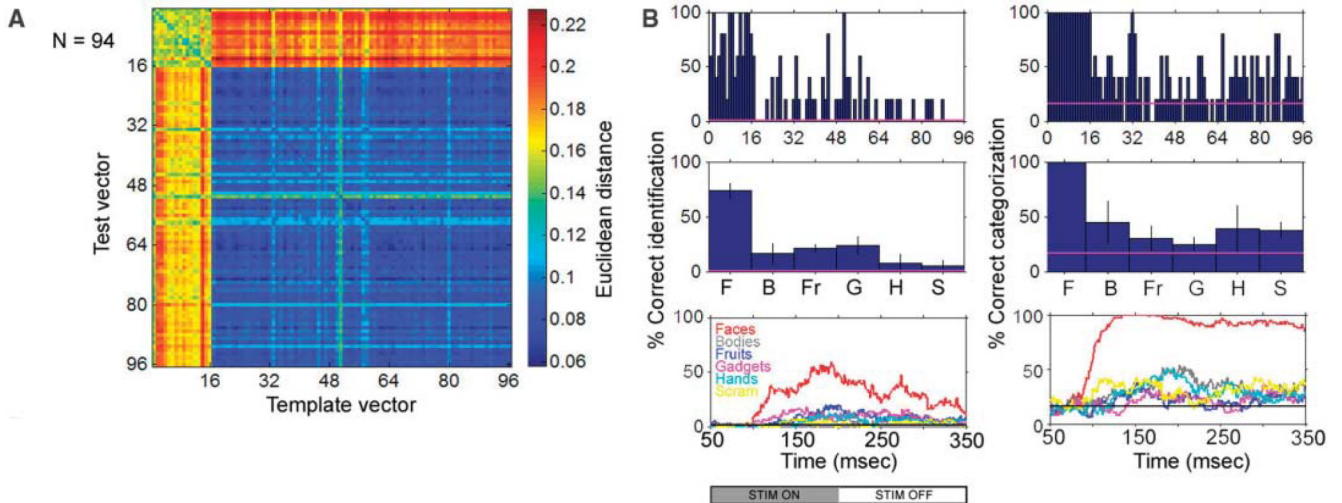 A
N = 94
Test vector
16
32
48
64
80
96
16
32
48
64
80
96
Template vector
0.22
0.2
0.18
0.16
0.14
0.12
0.1
0.08
0.06
Euclidean distance
B
% Correct identification
100
50
0
0
16
32
48
64
80
96
100
50
0
F
B
Fr
G
H
S
100
50
0
Faces
Bodies
Fruits
Gadgets
Hands
Scram
50
150
250
350
Time (msec)
STIM ON
STIM OFF
% Correct categorization
100
50
0
0
16
32
48
64
80
96
100
50
0
F
B
Fr
G
H
S
100
50
0
50
150
250
350
Time (msec)